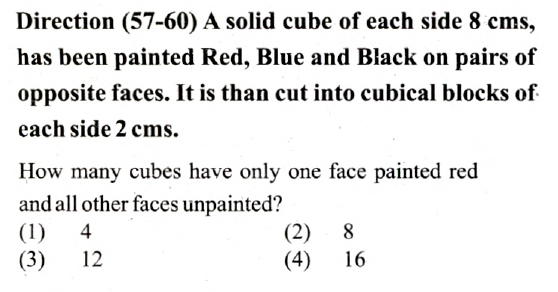 Direction (57-60) A solid cube of each side 8 cms,
has been painted Red, Blue and Black on pairs of
opposite faces. It is than cut into cubical blocks of
each side 2 cms.
How many cubes have only one face painted red
and all other faces unpainted?
(1) 4 (2) 8
(3) 12 (4) 16